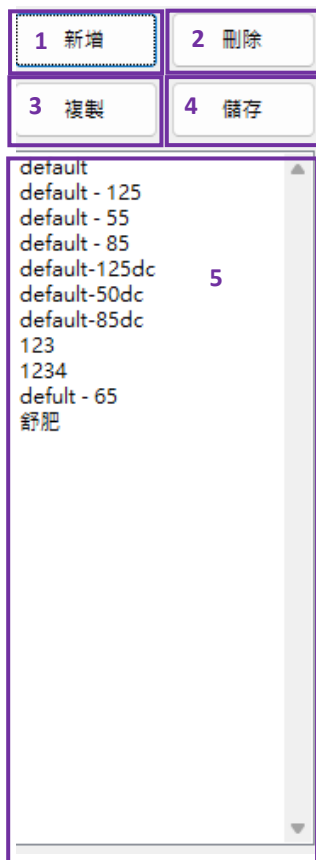 1 新增 2 刪除
3 複製 4 儲存
default
default - 125
default - 55
default - 85
default-125dc 5
default-50dc
default-85dc
123
1234
defult - 65
舒肥